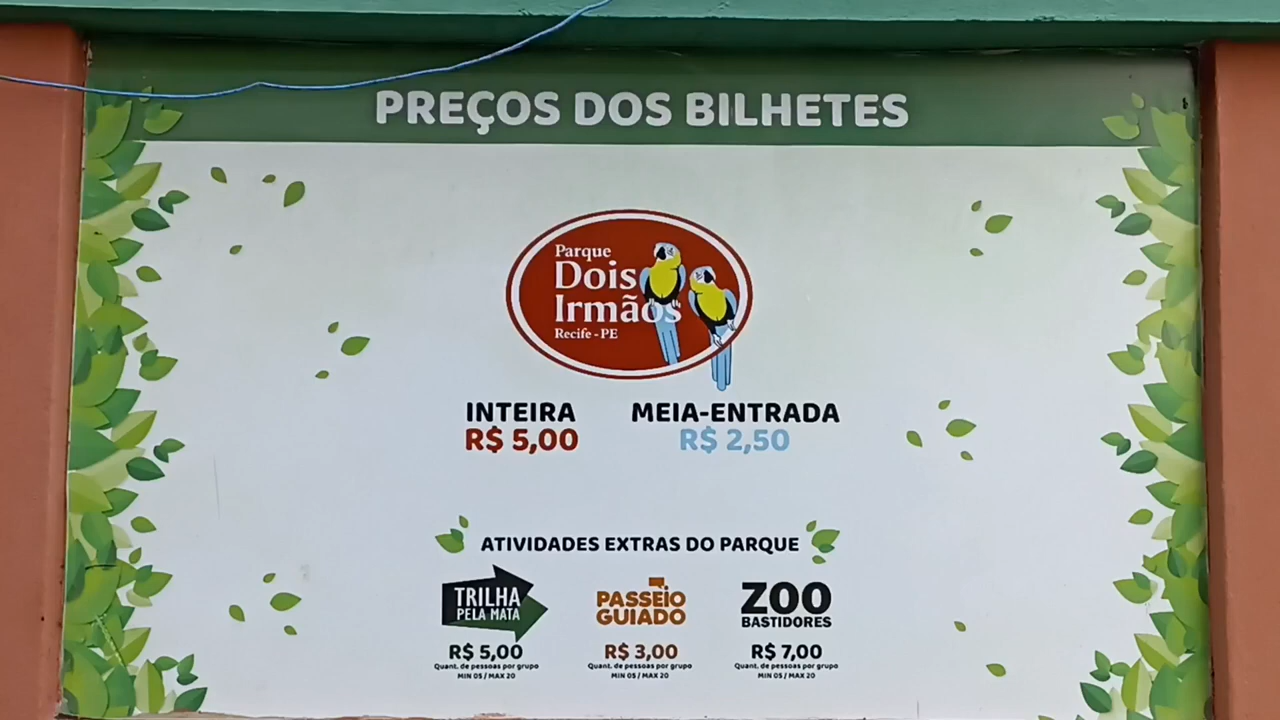 PREÇOS DOS BILHETES
Parque
Dois
Irmãos
Recife - PE
INTEIRA
R$ 5,00
MEIA-ENTRADA
R$ 2,50
ATIVIDADES EXTRAS DO PARQUE
TRILHA
PELA MATA
R$ 5,00
Quant. de pessoas por grupo
MIN 05 / MAX 20
PASSEIO
GUIADO
R$ 3,00
Quant. de pessoas por grupo
MIN 05 / MAX 20
ZOO
BASTIDORES
R$ 7,00
Quant. de pessoas por grupo
MIN 05 / MAX 20